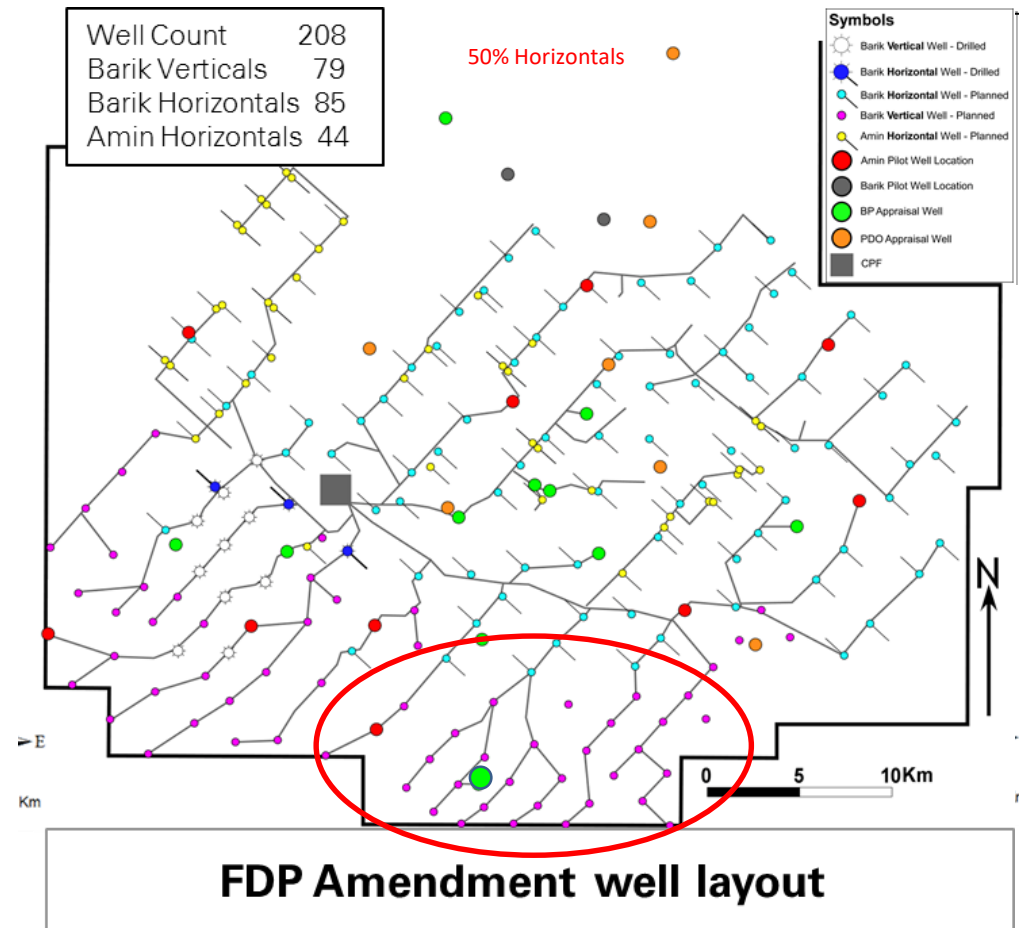 Well Count 208
Barik Verticals 79
Barik Horizontals 85
Amin Horizontals 44
50% Horizontals
Symbols
Barik Vertical Well - Drilled
Barik Horizontal Well - Drilled
Barik Horizontal Well - Planned
Barik Vertical Well - Planned
Amin Horizontal Well - Planned
Amin Pilot Well Location
Barik Pilot Well Location
BP Appraisal Well
PDO Appraisal Well
CPF
N
E
0 5 10Km
Km
FDP Amendment well layout